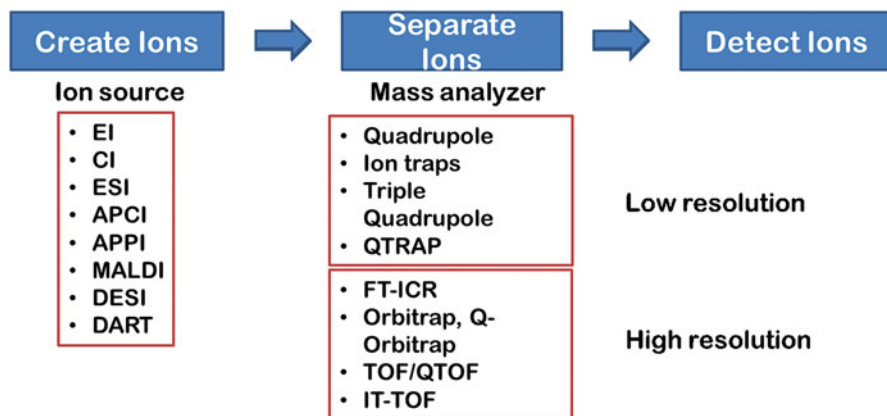 Create Ions
Separate
Ions
Detect Ions
Ion source
• EI
• CI
• ESI
• APCI
• APPI
• MALDI
• DESI
• DART
Mass analyzer
• Quadrupole
• Ion traps
• Triple
Quadrupole
• QTRAP
Low resolution
• FT-ICR
• Orbitrap, Q-
Orbitrap
• TOF/QTOF
• IT-TOF
High resolution